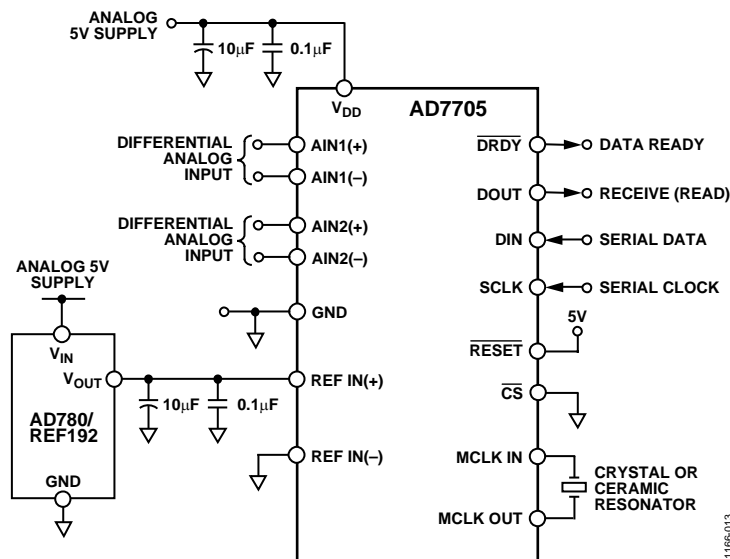 ANALOG
5V SUPPLY
10μF
0.1μF
VDD
AD7705
DIFFERENTIAL
ANALOG
INPUT
AIN1(+)
AIN1(–)
DRDY
DATA READY
DOUT
RECEIVE (READ)
DIFFERENTIAL
ANALOG
INPUT
AIN2(+)
AIN2(–)
DIN
SERIAL DATA
SCLK
SERIAL CLOCK
ANALOG 5V
SUPPLY
GND
5V
RESET
VIN
VOUT
10μF
0.1μF
REF IN(+)
CS
AD780/
REF192
GND
REF IN(–)
MCLK IN
MCLK OUT
CRYSTAL OR
CERAMIC
RESONATOR
1166-013